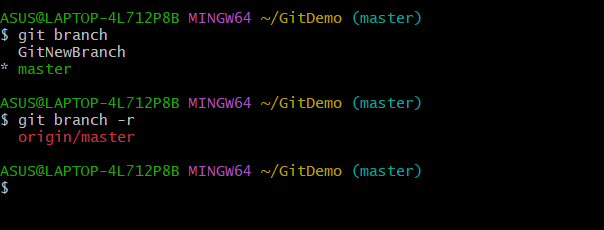 ASUS@LAPTOP-4L712P8B MINGW64 ~/GitDemo (master)
$ git branch
  GitNewBranch
* master
ASUS@LAPTOP-4L712P8B MINGW64 ~/GitDemo (master)
$ git branch -r
  origin/master
ASUS@LAPTOP-4L712P8B MINGW64 ~/GitDemo (master)
$